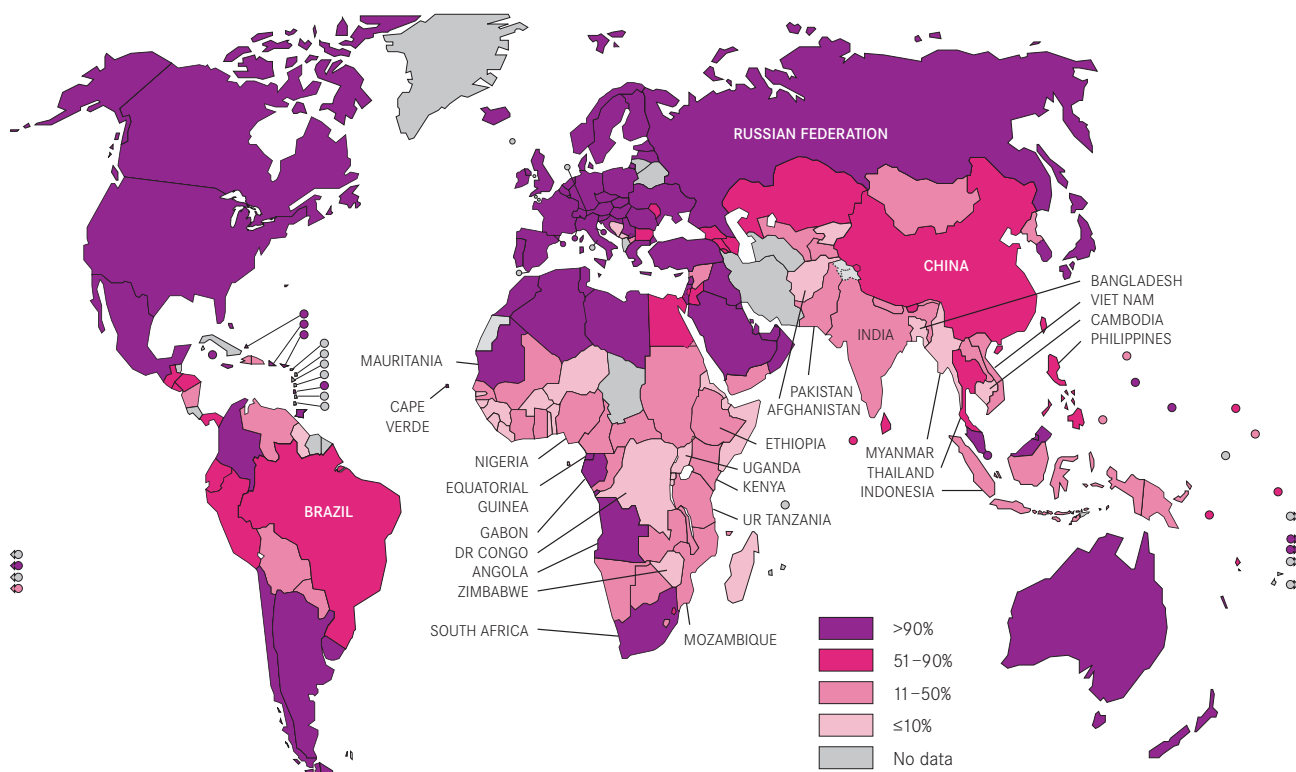 RUSSIAN FEDERATION
CHINA
BANGLADESH
VIET NAM
CAMBODIA
PHILIPPINES
INDIA
MAURITANIA
CAPE
VERDE
PAKISTAN
AFGHANISTAN
ETHIOPIA
NIGERIA
UGANDA
EQUATORIAL
GUINEA
KENYA
MYANMAR
THAILAND
INDONESIA
BRAZIL
UR TANZANIA
GABON
DR CONGO
ANGOLA
ZIMBABWE
SOUTH AFRICA
MOZAMBIQUE
>90%
51–90%
11–50%
≤10%
No data